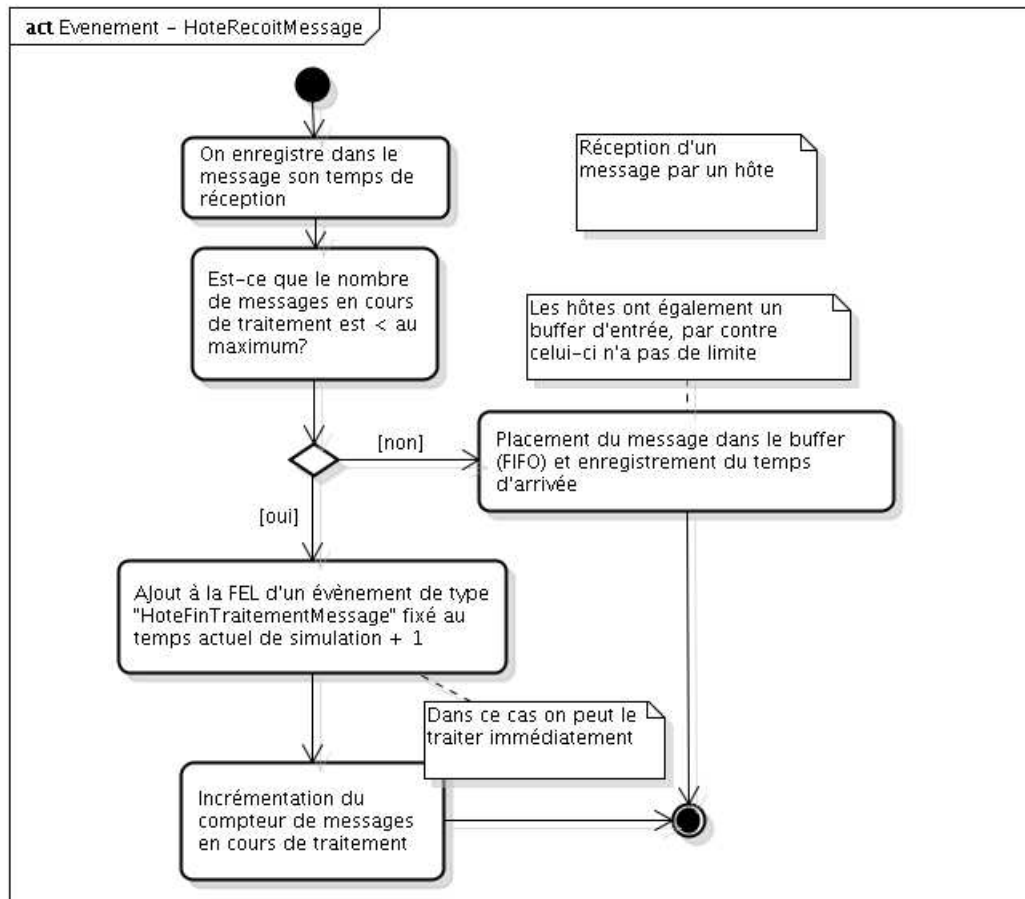 act Evenement - HoteRecoitMessage
On enregistre dans le
message son temps de
réception
Réception d'un
message par un hôte
Est-ce que le nombre
de messages en cours
de traitement est < au
maximum?
Les hôtes ont également un
buffer d'entrée, par contre
celui-ci n'a pas de limite
[non]
Placement du message dans le buffer
(FIFO) et enregistrement du temps
d'arrivée
[oui]
Ajout à la FEL d'un évènement de type
"HoteFinTraitementMessage" fixé au
temps actuel de simulation + 1
Dans ce cas on peut le
traiter immédiatement
Incrémentation du
compteur de messages
en cours de traitement